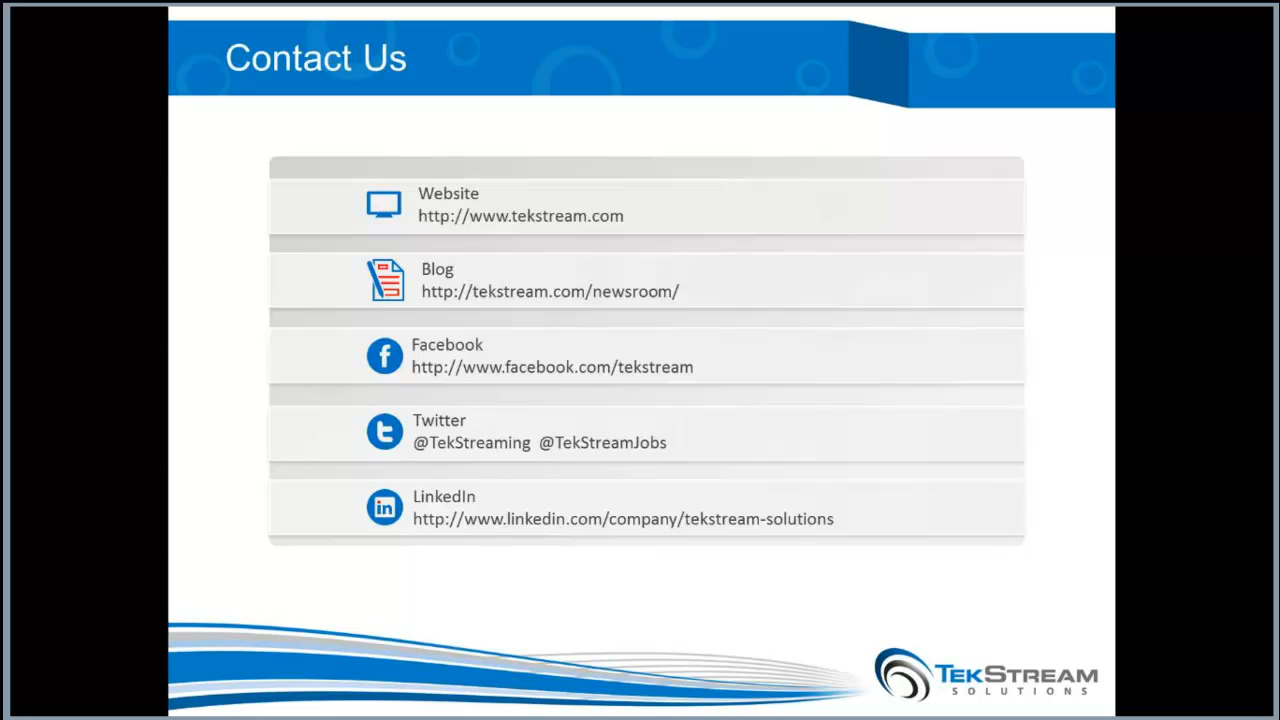 Contact Us
Website
http://www.tekstream.com
Blog
http://tekstream.com/newsroom/
Facebook
http://www.facebook.com/tekstream
Twitter
@TekStreaming @TekStreamJobs
LinkedIn
http://www.linkedin.com/company/tekstream-solutions
TEKSTREAM
SOLUTIONS